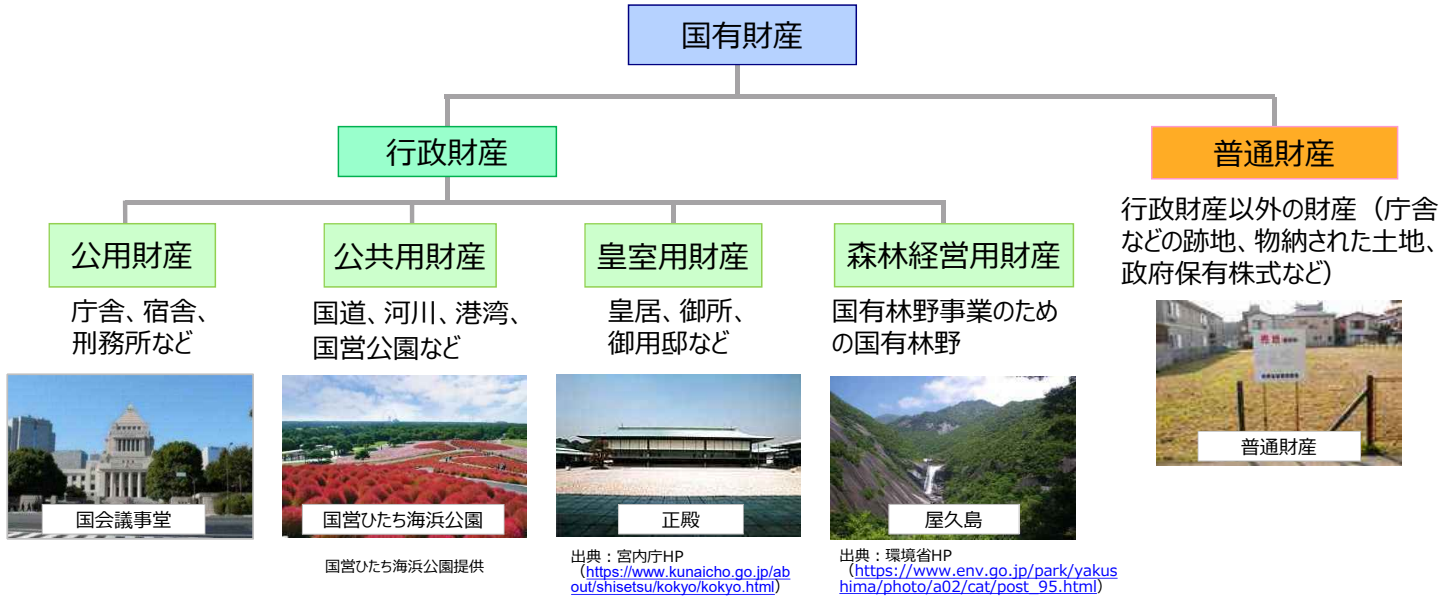 国有財産
行政財産
普通財産
行政財産以外の財産（庁舎
などの跡地、物納された土地、
政府保有株式など）
公用財産
公共用財産
皇室用財産
森林経営用財産
庁舎、宿舎、
刑務所など
国道、河川、港湾、
国営公園など
皇居、御所、
御用邸など
国有林野事業のため
の国有林野
国会議事堂
国営ひたち海浜公園
正殿
屋久島
売地
普通財産
国営ひたち海浜公園提供
出典：宮内庁HP
（https://www.kunaicho.go.jp/ab
out/shisetsu/kokyo/kokyo.html）
出典：環境省HP
（https://www.env.go.jp/park/yakus
hima/photo/a02/cat/post_95.html）